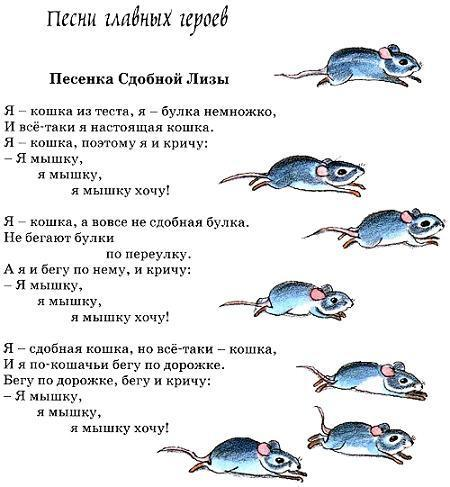 Песни главных героев
Песенка Сдобной Лизы
Я – кошка из теста, я – булка немножко,
И всё-таки я настоящая кошка.
Я – кошка, поэтому я и кричу:
– Я мышку,
я мышку,
я мышку хочу!
Я – кошка, а вовсе не сдобная булка.
Не бегают булки
по переулку.
А я и бегу по нему, и кричу:
– Я мышку,
я мышку,
я мышку хочу!
Я – сдобная кошка, но всё-таки – кошка,
И я по-кошачьи бегу по дорожке.
Бегу по дорожке, бегу и кричу:
– Я мышку,
я мышку,
я мышку хочу!